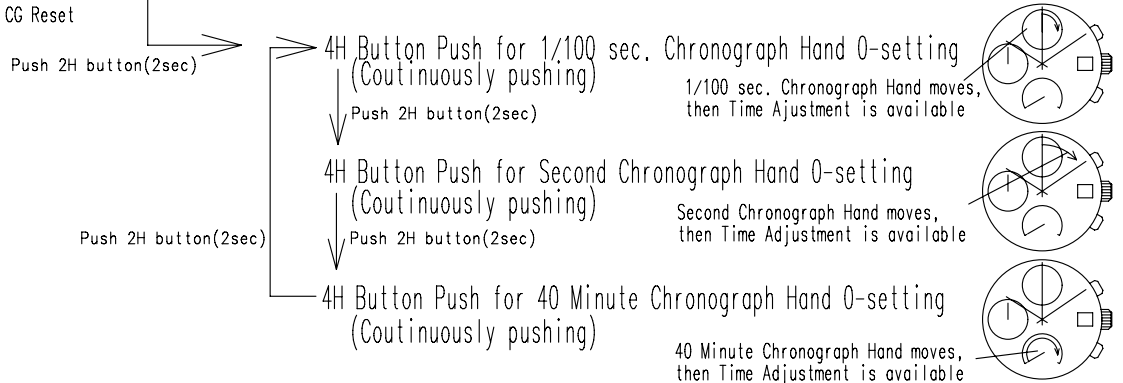 CG Reset
Push 2H button(2sec)
4H Button Push for 1/100 sec. Chronograph Hand 0-setting
(Coutinuously pushing)
1/100 sec. Chronograph Hand moves,
then Time Ajustment is available
Push 2H button(2sec)
4H Button Push for Second Chronograph Hand 0-setting
(Coutinuously pushing)
Second Chronograph Hand moves,
then Time Adjustment is available
Push 2H button(2sec)
Push 2H button(2sec)
4H Button Push for 40 Minute Chronograph Hand 0-setting
(Coutinuously pushing)
40 Minute Chronograph Hand moves,
then Time Adjustment is available